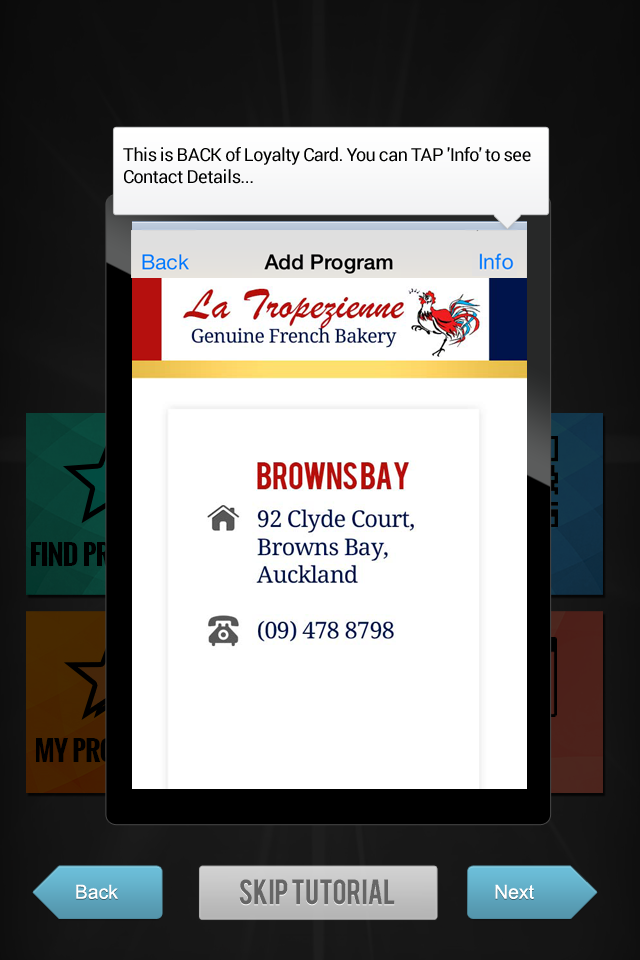 This is BACK of Loyalty Card. You can TAP 'Info' to see
Contact Details...
Back
Add Program
Info
La Tropezienne
Genuine French Bakery
BROWNS BAY
92 Clyde Court,
Browns Bay,
Auckland
(09) 478 8798
FIND PR
MY PRO
Back
SKIP TUTORIAL
Next